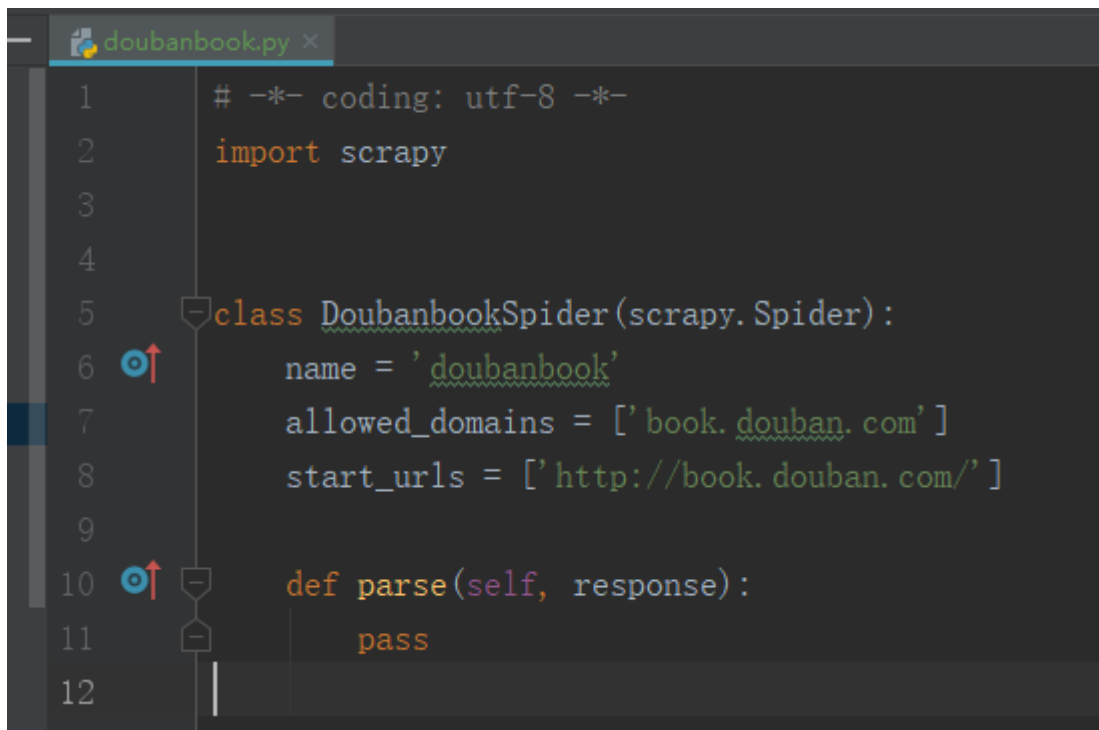 doubanbook.py ×
1 # -*- coding: utf-8 -*-
2 import scrapy
3
4
5 class DoubanbookSpider(scrapy.Spider):
6     name = 'doubanbook'
7     allowed_domains = ['book.douban.com']
8     start_urls = ['http://book.douban.com/']
9
10     def parse(self, response):
11         pass
12